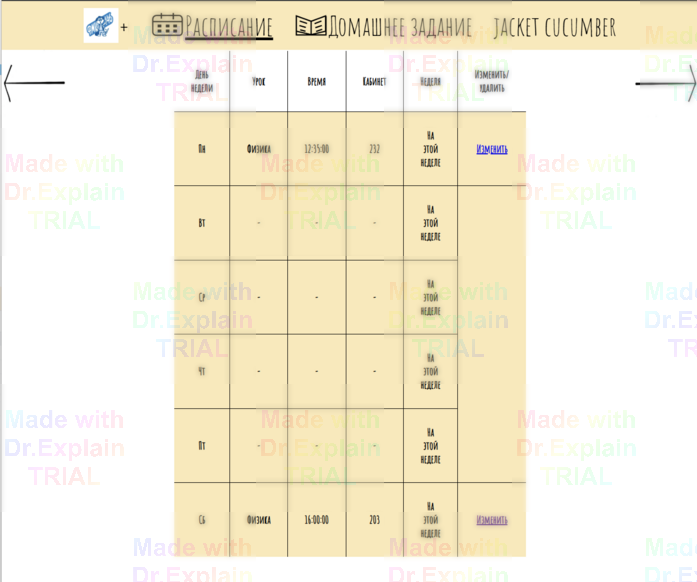 + Расписание Домашнее задание jacket cucumber
День недели Урок Время Кабинет Неделя Изменить/удалить
Пн Физика 12:35:00 232 На этой неделе Изменить
Вт - - - На этой неделе
Ср - - - На этой неделе
Чт - - - На этой неделе
Пт - - - На этой неделе
Сб Физика 16:00:00 203 На этой неделе Изменить
Made with
Dr.Explain
TRIAL